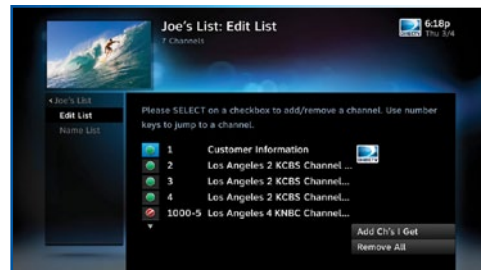 Joe's List: Edit List
7 Channels
6:18p
Thu 3/4
Joe's List
Edit List
Name List
Please SELECT on a checkbox to add/remove a channel. Use number
keys to jump to a channel.
1 Customer Information
2 Los Angeles 2 KCBS Channel ...
3 Los Angeles 2 KCBS Channel...
4 Los Angeles 2 KCBS Channel...
1000-5 Los Angeles 4 KNBC Channel...
Add Ch's I Get
Remove All